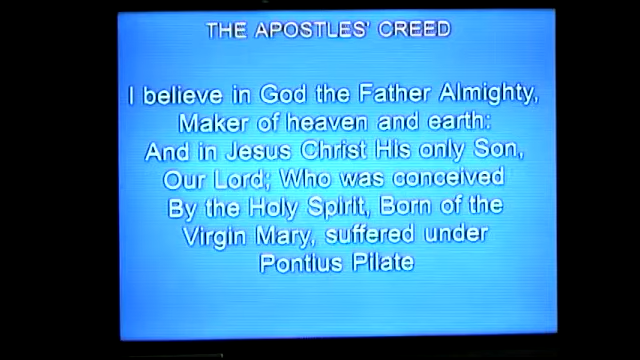 THE APOSTLES' CREED
I believe in God the Father Almighty,
Maker of heaven and earth:
And in Jesus Christ His only Son,
Our Lord; Who was conceived
By the Holy Spirit, Born of the
Virgin Mary, suffered under
Pontius Pilate